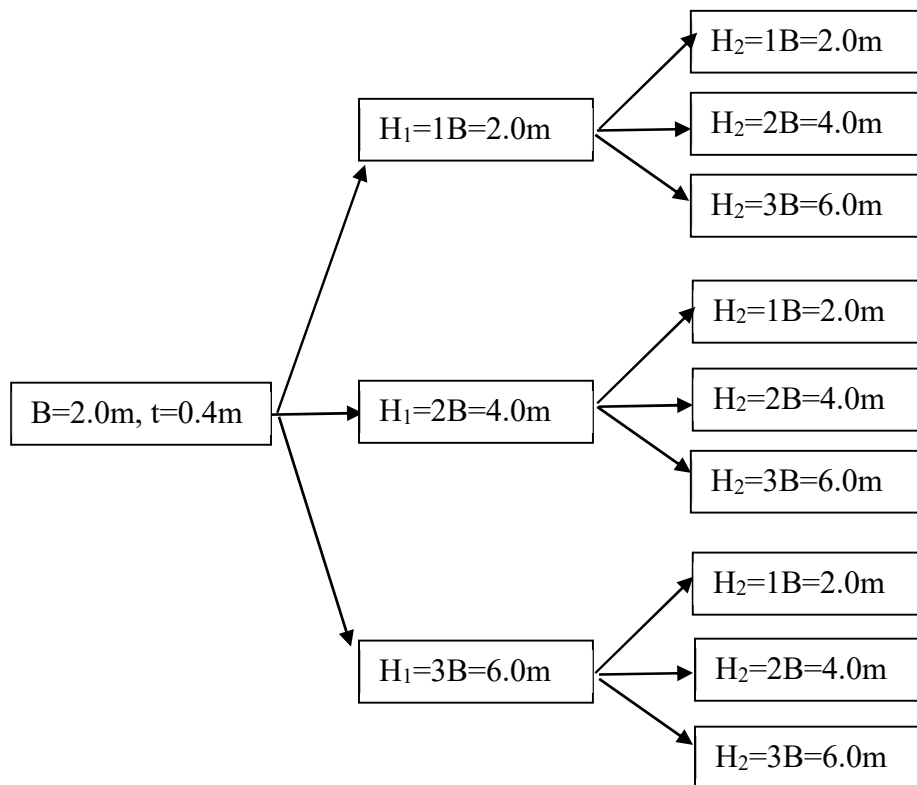 B=2.0m, t=0.4m
H₁=1B=2.0m
H₂=1B=2.0m
H₂=2B=4.0m
H₂=3B=6.0m
H₁=2B=4.0m
H₂=1B=2.0m
H₂=2B=4.0m
H₂=3B=6.0m
H₁=3B=6.0m
H₂=1B=2.0m
H₂=2B=4.0m
H₂=3B=6.0m